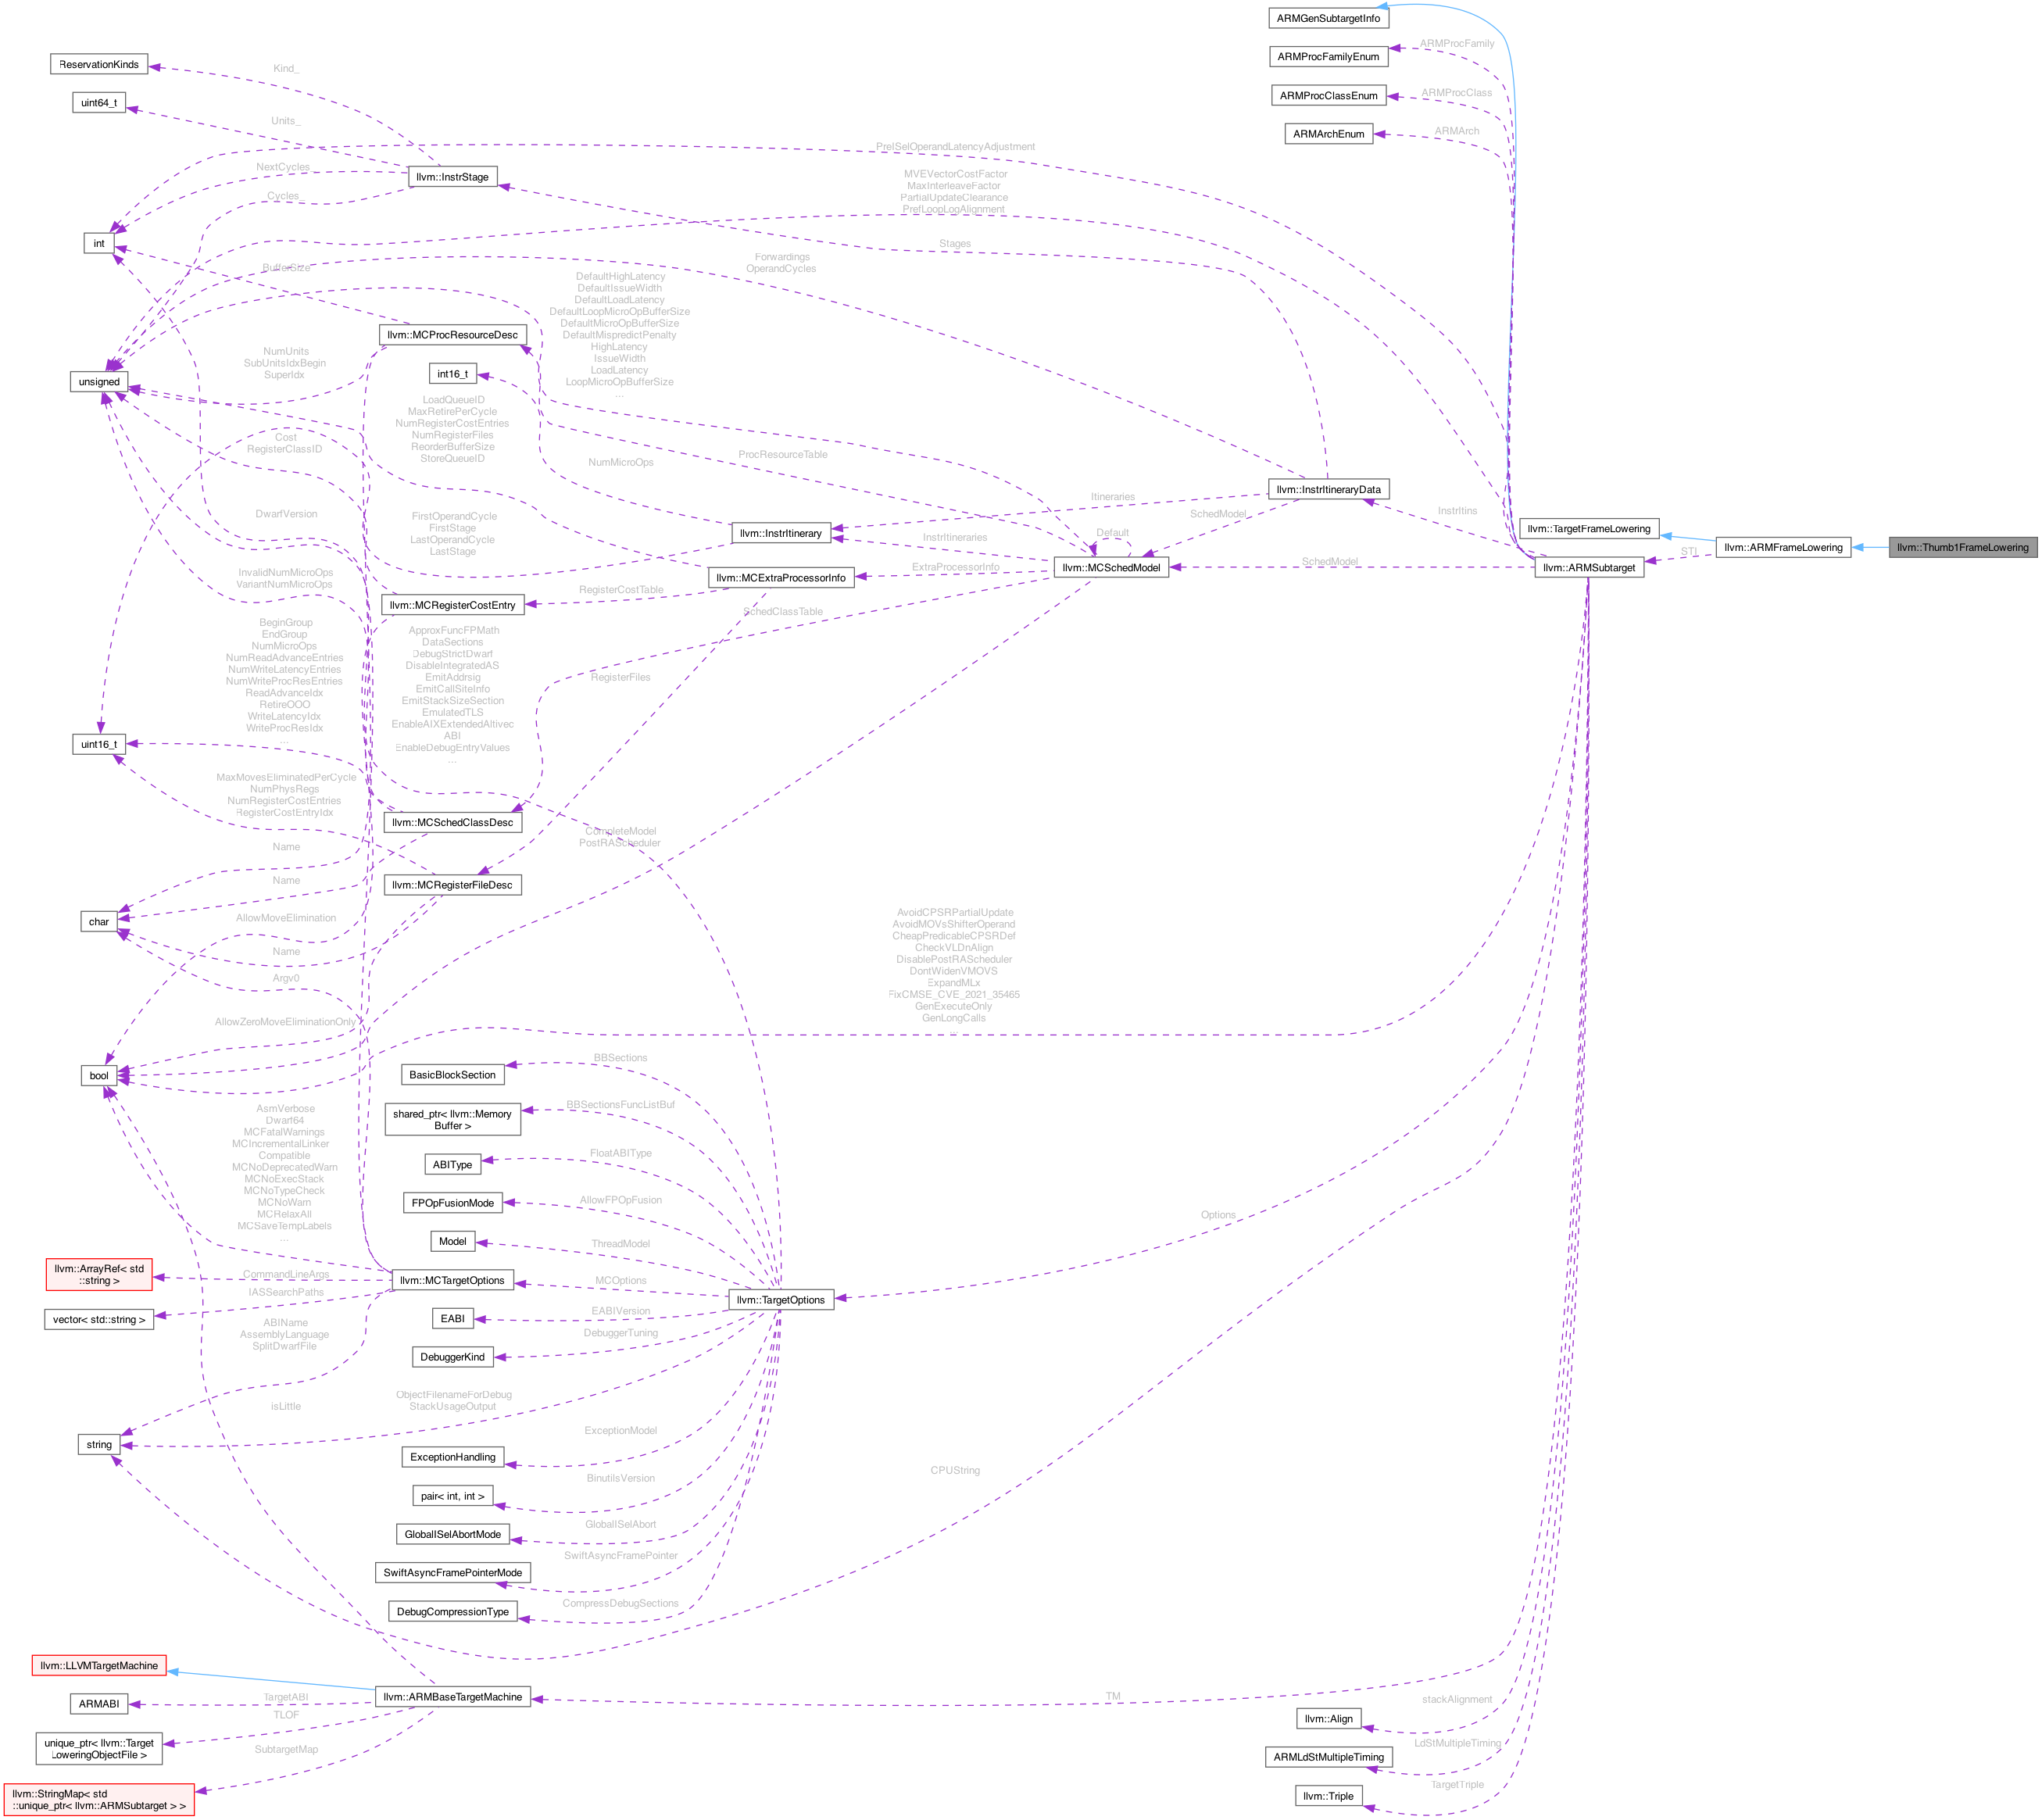 ARMGenSubtargetInfo
ARMProcFamily
ARMProcFamilyEnum
ReservationKinds
Kind_
ARMProcClass
ARMProcClassEnum
uint64_t
Units_
ARMArch
ARMArchEnum
PreISelOperandLatencyAdjustment
NextCycles_
llvm::InstrStage
MVEVectorCostFactor
MaxInterleaveFactor
PartialUpdateClearance
PrefLoopLogAlignment
Cycles_
int
Stages
Forwardings
OperandCycles
BufferSize
DefaultHighLatency
DefaultIssueWidth
DefaultLoadLatency
DefaultLoopMicroOpBufferSize
DefaultMicroOpBufferSize
DefaultMispredictPenalty
HighLatency
IssueWidth
LoadLatency
LoopMicroOpBufferSize
...
llvm::MCProcResourceDesc
NumUnits
SubUnitsIdxBegin
SuperIdx
int16_t
unsigned
LoadQueueID
MaxRetirePerCycle
NumRegisterCostEntries
NumRegisterFiles
ReorderBufferSize
StoreQueueID
Cost
RegisterClassID
ProcResourceTable
NumMicroOps
llvm::InstrItineraryData
Itineraries
SchedModel
InstrItins
DwarfVersion
FirstOperandCycle
FirstStage
LastOperandCycle
LastStage
llvm::InstrItinerary
InstrItineraries
Default
llvm::TargetFrameLowering
STI
llvm::ARMFrameLowering
llvm::Thumb1FrameLowering
ExtraProcessorInfo
llvm::MCSchedModel
SchedModel
llvm::ARMSubtarget
InvalidNumMicroOps
VariantNumMicroOps
llvm::MCExtraProcessorInfo
RegisterCostTable
llvm::MCRegisterCostEntry
SchedClassTable
BeginGroup
EndGroup
NumMicroOps
NumReadAdvanceEntries
NumWriteLatencyEntries
NumWriteProcResEntries
ReadAdvanceIdx
RetireOOO
WriteLatencyIdx
WriteProcResIdx
...
ApproxFuncFPMath
DataSections
DebugStrictDwarf
DisableIntegratedAS
EmitAddrsig
EmitCallSiteInfo
EmitStackSizeSection
EmulatedTLS
EnableAIXExtendedAltivec
ABI
EnableDebugEntryValues
...
RegisterFiles
uint16_t
MaxMovesEliminatedPerCycle
NumPhysRegs
NumRegisterCostEntries
RegisterCostEntryIdx
llvm::MCSchedClassDesc
CompleteModel
PostRAScheduler
Name
Name
llvm::MCRegisterFileDesc
char
AllowMoveElimination
Name
Argv0
AvoidCPSRPartialUpdate
AvoidMOVsShifterOperand
CheapPredicableCPSRDef
CheckVLDnAlign
DisablePostRAScheduler
DontWidenVMOVS
ExpandMLx
FixCMSE_CVE_2021_35465
GenExecuteOnly
GenLongCalls
...
AllowZeroMoveEliminationOnly
bool
BBSections
BasicBlockSection
BBSectionsFuncListBuf
shared_ptr< llvm::Memory
Buffer >
AsmVerbose
Dwarf64
MCFatalWarnings
MCIncrementalLinker
Compatible
MCNoDeprecatedWarn
MCNoExecStack
MCNoTypeCheck
MCNoWarn
MCRelaxAll
MCSaveTempLabels
...
FloatABIType
ABIType
AllowFPOpFusion
FPOpFusionMode
ThreadModel
Model
Options
llvm::ArrayRef< std
::string >
CommandLineArgs
llvm::MCTargetOptions
MCOptions
IASSearchPaths
vector< std::string >
llvm::TargetOptions
EABIVersion
EABI
ABIName
AssemblyLanguage
SplitDwarfFile
DebuggerTuning
DebuggerKind
ObjectFilenameForDebug
StackUsageOutput
isLittle
string
ExceptionModel
ExceptionHandling
CPUString
BinutilsVersion
pair< int, int >
GlobalISelAbort
GlobalISelAbortMode
SwiftAsyncFramePointer
SwiftAsyncFramePointerMode
CompressDebugSections
DebugCompressionType
llvm::LLVMTargetMachine
TargetABI
ARMABI
llvm::ARMBaseTargetMachine
TM
stackAlignment
llvm::Align
TLOF
unique_ptr< llvm::Target
LoweringObjectFile >
SubtargetMap
LdStMultipleTiming
ARMLdStMultipleTiming
TargetTriple
llvm::Triple
llvm::StringMap< std
::unique_ptr< llvm::ARMSubtarget > >